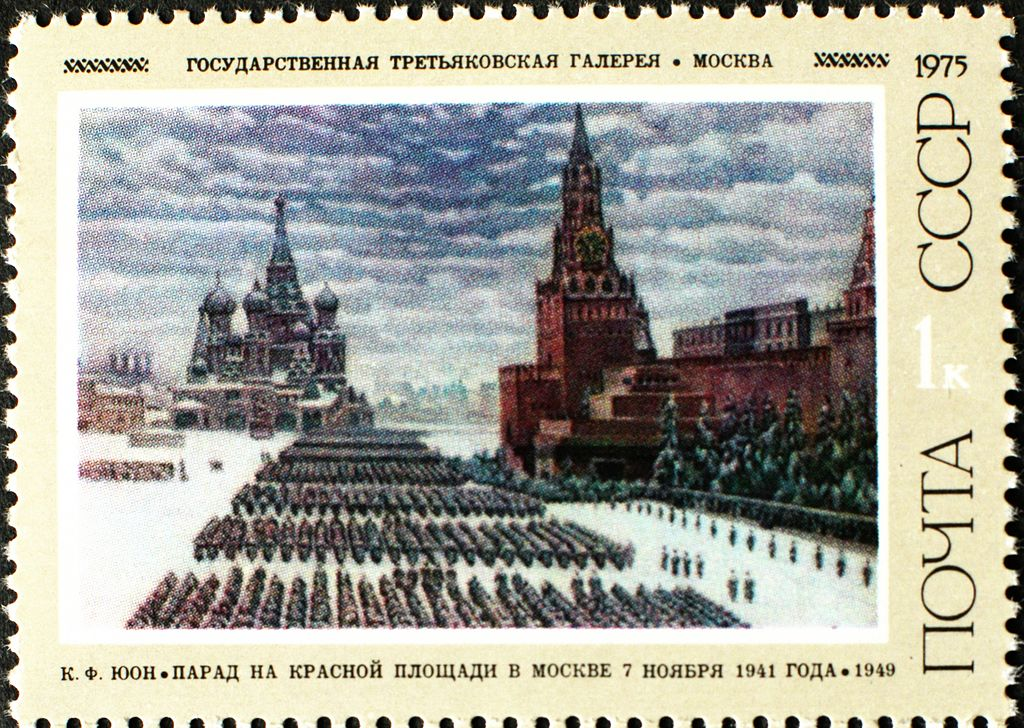 ГОСУДАРСТВЕННАЯ ТРЕТЬЯКОВСКАЯ ГАЛЕРЕЯ • МОСКВА
1975
ПОЧТА СССР
1к
К. Ф. ЮОН • ПАРАД НА КРАСНОЙ ПЛОЩАДИ В МОСКВЕ 7 НОЯБРЯ 1941 ГОДА • 1949